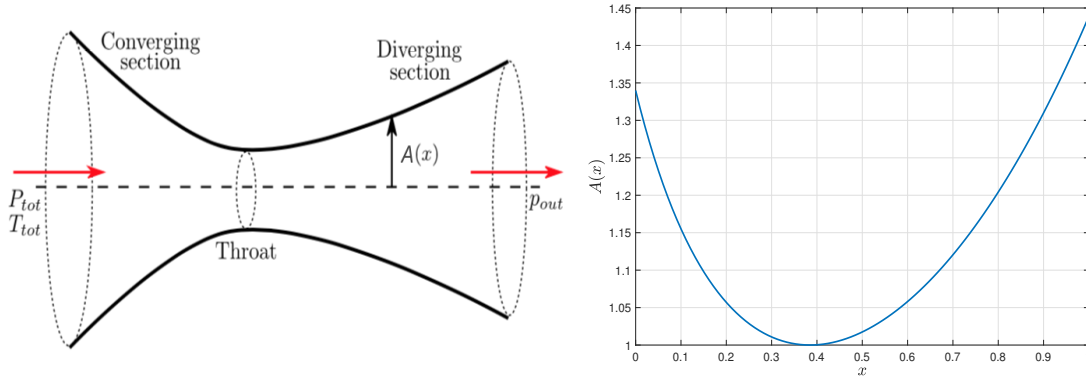 Converging
section
Diverging
section
A(x)
P_tot
T_tot
p_out
Throat
1.45
1.4
1.35
1.3
1.25
1.2
1.15
1.1
1.05
1
A(x)
0
0.1
0.2
0.3
0.4
0.5
0.6
0.7
0.8
0.9
1
x